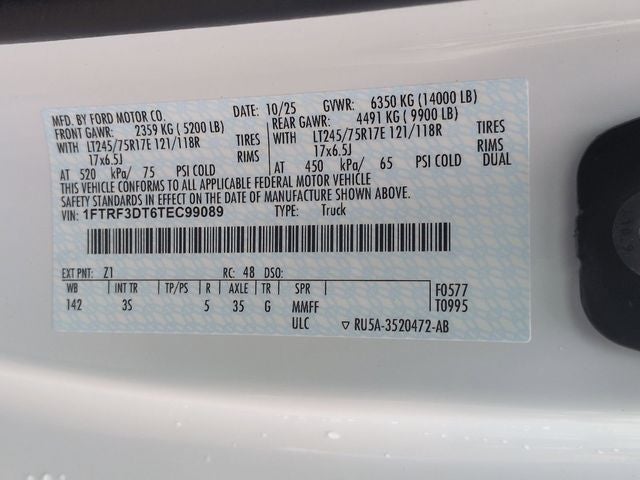 MFD. BY FORD MOTOR CO. DATE: 10/25 GVWR: 6350 KG (14000 LB)
FRONT GAWR: 2359 KG (5200 LB) REAR GAWR: 4491 KG (9900 LB)
WITH LT245/75R17E 121/118R TIRES WITH LT245/75R17E 121/118R TIRES
17x6.5J RIMS 17x6.5J RIMS
AT 520 kPa/ 75 PSI COLD AT 450 kPa/ 65 PSI COLD DUAL
THIS VEHICLE CONFORMS TO ALL APPLICABLE FEDERAL MOTOR VEHICLE
SAFETY STANDARDS IN EFFECT ON THE DATE OF MANUFACTURE SHOWN ABOVE.
VIN: 1FTRF3DT6TEC99089 TYPE: Truck
EXT PNT: Z1 RC: 48 DSO:
WB INT TR TP/PS R AXLE TR SPR F0577
142 3S 5 35 G MMFF T0995
ULC ▽ RU5A-3520472-AB